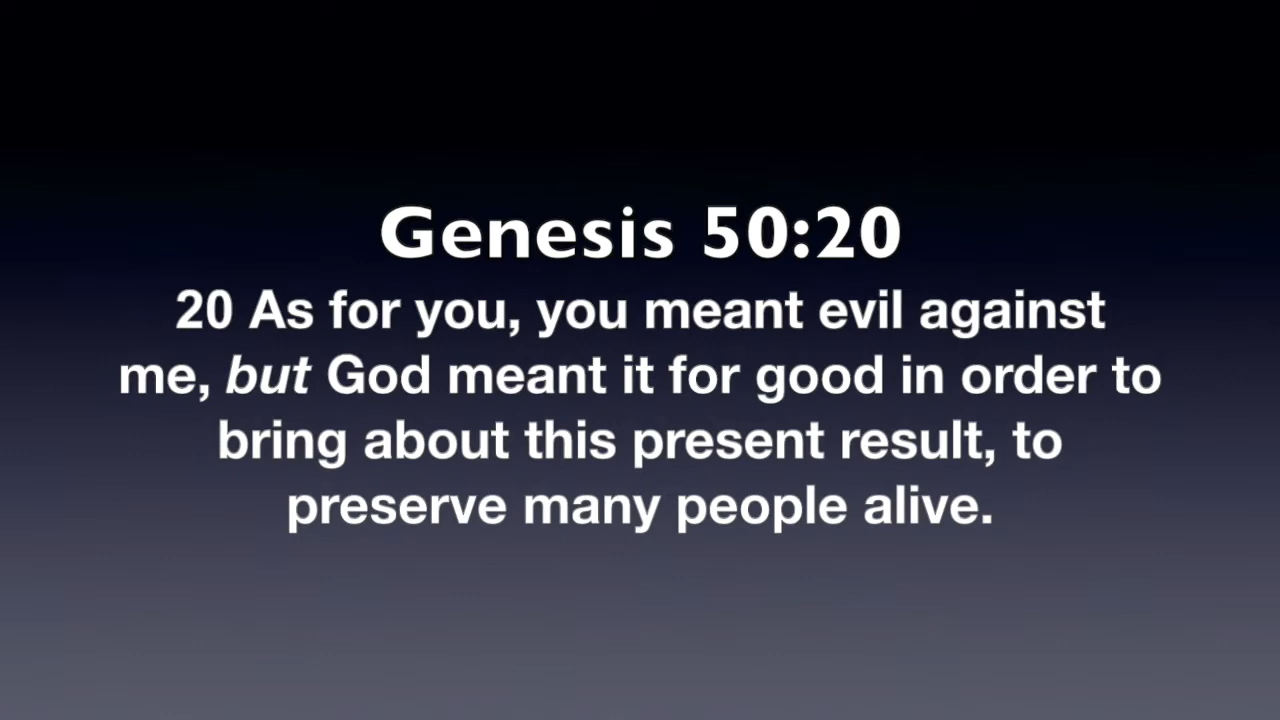 Genesis 50:20
20 As for you, you meant evil against
me, but God meant it for good in order to
bring about this present result, to
preserve many people alive.